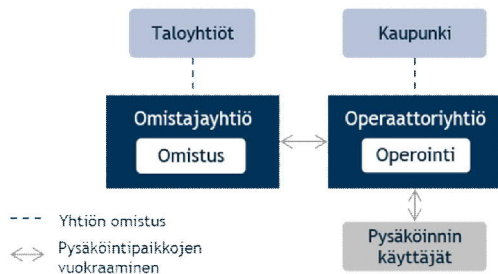 Taloyhtiöt
Kaupunki
Omistajayhtiö
Operaattoriyhtiö
Omistus
Operointi
Yhtiön omistus
Pysäköintipaikkojen
vuokraaminen
Pysäköinnin
käyttäjät